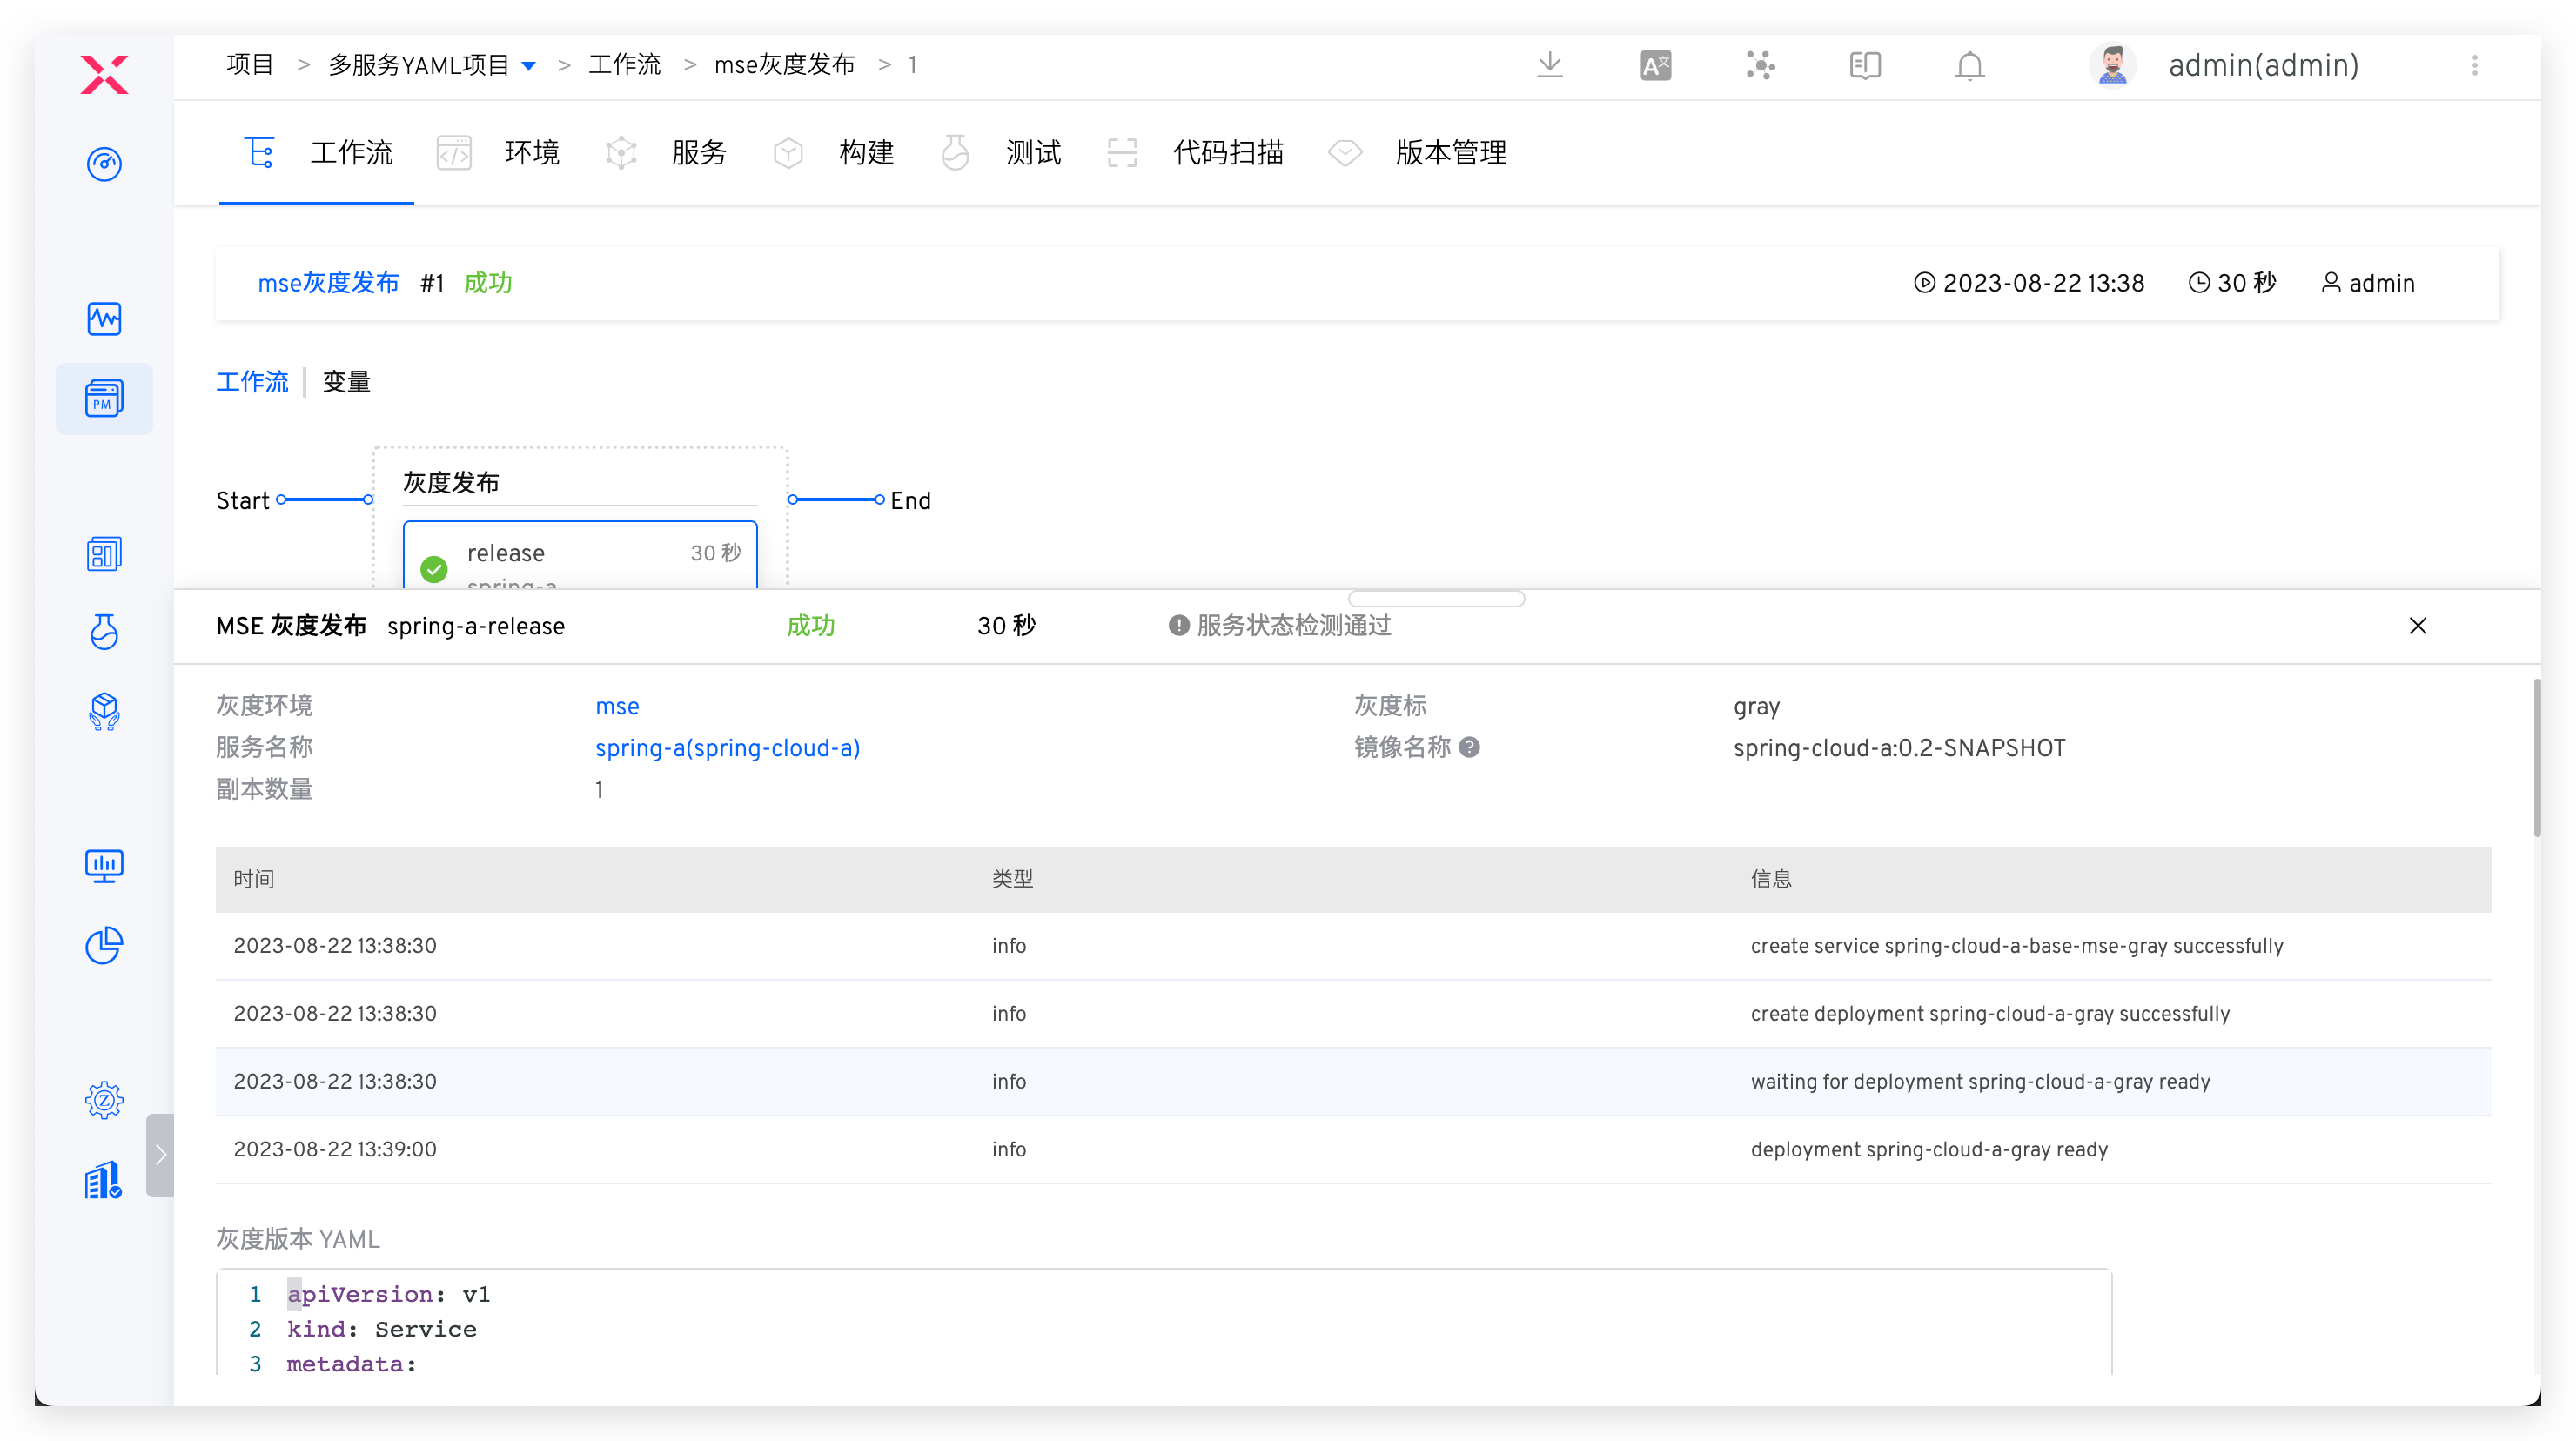 项目 > 多服务YAML项目 > 工作流 > mse灰度发布 > 1
admin(admin)
工作流 环境 服务 构建 测试 代码扫描 版本管理
PM
mse灰度发布 #1 成功 2023-08-22 13:38 30 秒 admin
工作流 变量
灰度发布
Start End
release 30 秒
spring-a
MSE 灰度发布 spring-a-release 成功 30 秒 服务状态检测通过
灰度环境 mse 灰度标 gray
服务名称 spring-a(spring-cloud-a) 镜像名称 spring-cloud-a:0.2-SNAPSHOT
副本数量 1
时间 类型 信息
2023-08-22 13:38:30 info create service spring-cloud-a-base-mse-gray successfully
2023-08-22 13:38:30 info create deployment spring-cloud-a-gray successfully
2023-08-22 13:38:30 info waiting for deployment spring-cloud-a-gray ready
2023-08-22 13:39:00 info deployment spring-cloud-a-gray ready
灰度版本 YAML
1 apiVersion: v1
2 kind: Service
3 metadata: